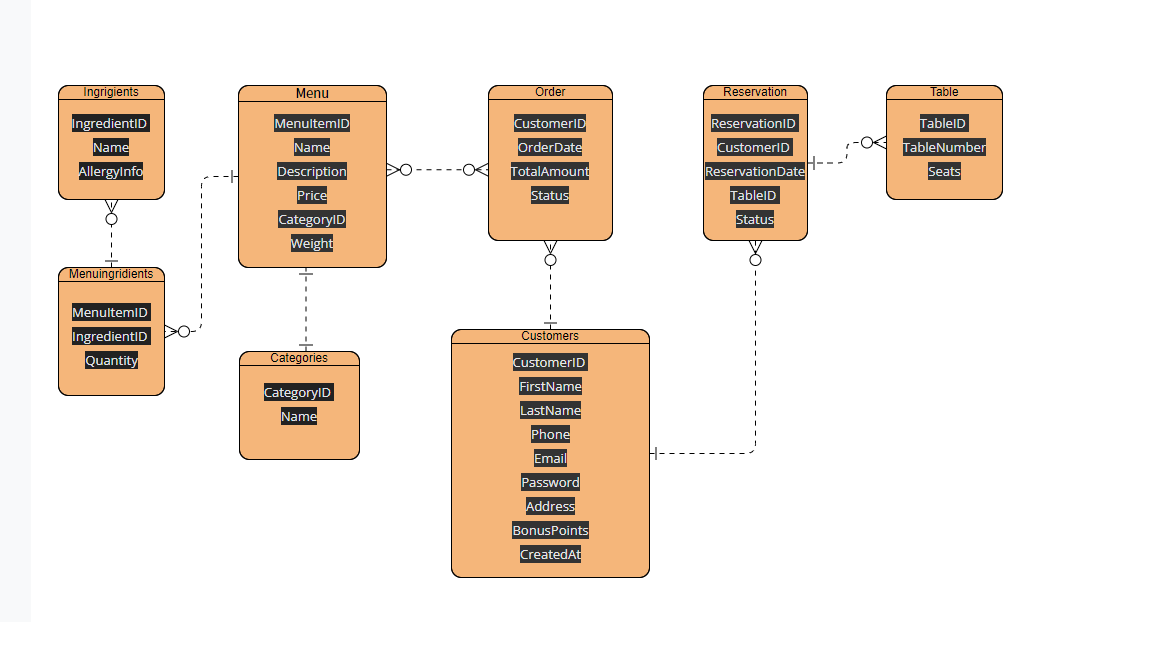 Ingrigients
IngredientID
Name
AllergyInfo
Menu
MenuItemID
Name
Description
Price
CategoryID
Weight
Order
CustomerID
OrderDate
TotalAmount
Status
Reservation
ReservationID
CustomerID
ReservationDate
TableID
Status
Table
TableID
TableNumber
Seats
Menuingridients
MenuItemID
IngredientID
Quantity
Categories
CategoryID
Name
Customers
CustomerID
FirstName
LastName
Phone
Email
Password
Address
BonusPoints
CreatedAt